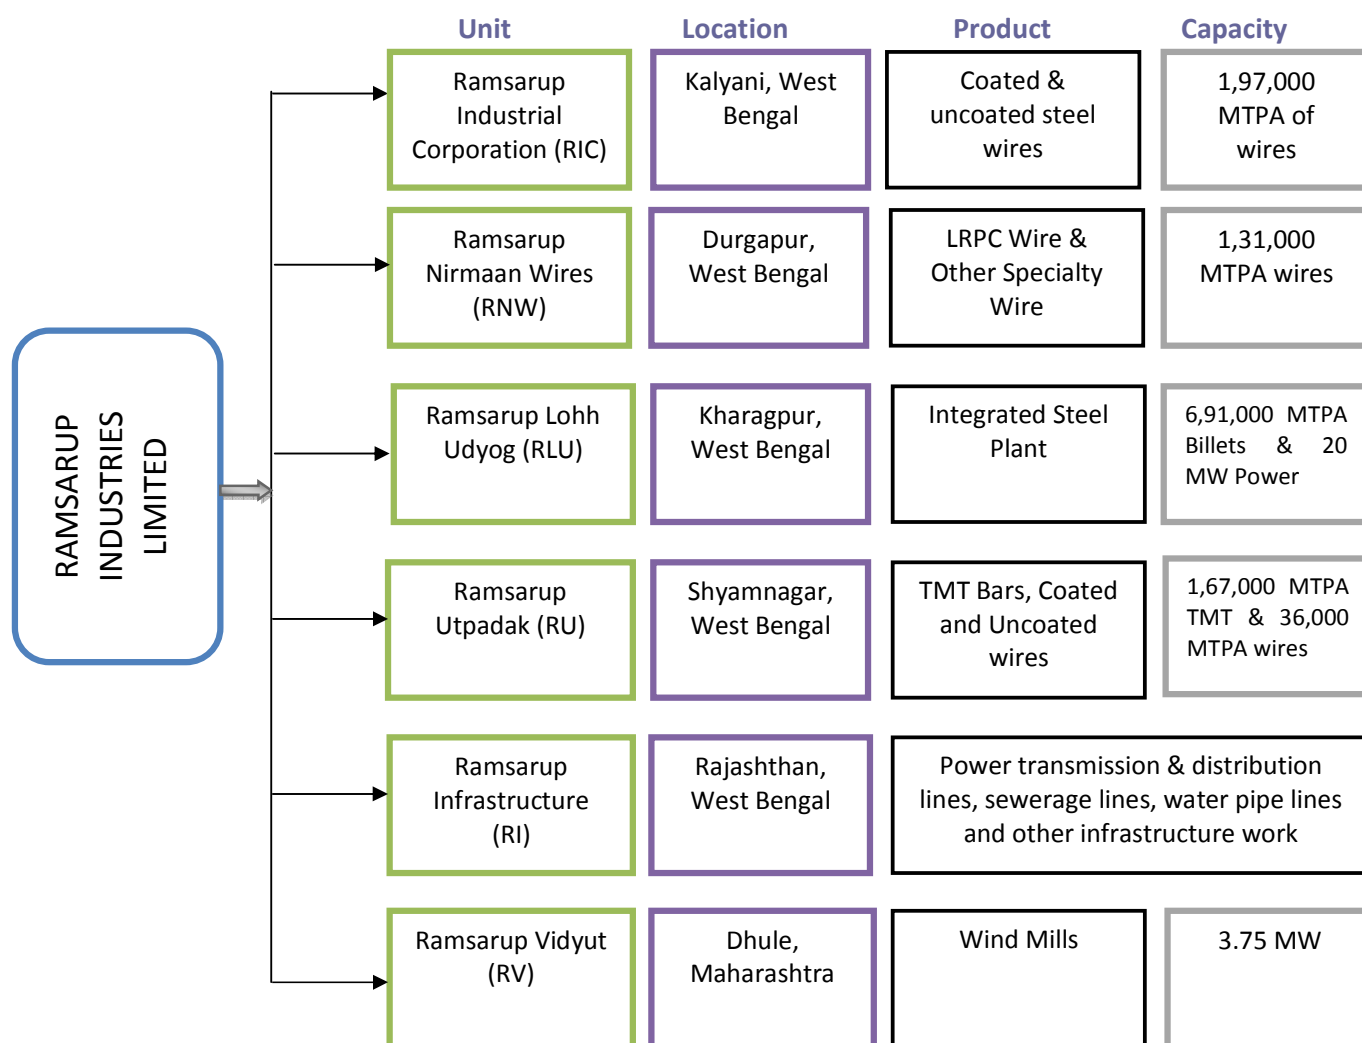 Unit Location Product Capacity
RAMSARUP
INDUSTRIES
LIMITED
Ramsarup
Industrial
Corporation (RIC)
Kalyani, West
Bengal
Coated &
uncoated steel
wires
1,97,000
MTPA of
wires
Ramsarup
Nirmaan Wires
(RNW)
Durgapur,
West Bengal
LRPC Wire &
Other Specialty
Wire
1,31,000
MTPA wires
Ramsarup Lohh
Udyog (RLU)
Kharagpur,
West Bengal
Integrated Steel
Plant
6,91,000 MTPA
Billets & 20
MW Power
Ramsarup
Utpadak (RU)
Shyamnagar,
West Bengal
TMT Bars, Coated
and Uncoated
wires
1,67,000 MTPA
TMT & 36,000
MTPA wires
Ramsarup
Infrastructure
(RI)
Rajashthan,
West Bengal
Power transmission & distribution
lines, sewerage lines, water pipe lines
and other infrastructure work
Ramsarup Vidyut
(RV)
Dhule,
Maharashtra
Wind Mills
3.75 MW